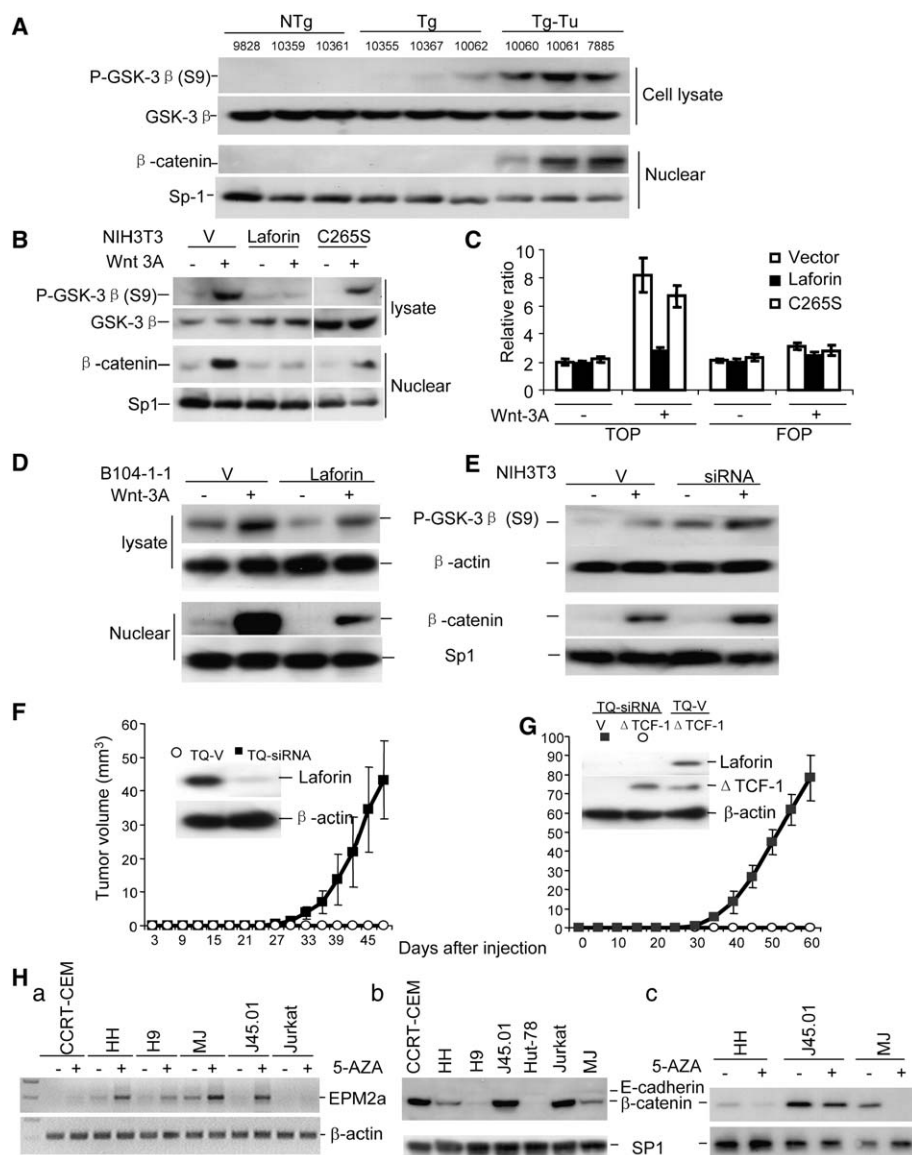 A
NTg Tg Tg-Tu
9828 10359 10361 10355 10367 10062 10060 10061 7885
P-GSK-3 β (S9)
GSK-3 β
Cell lysate
β -catenin
Sp-1
Nuclear
B
NIH3T3 V Laforin C265S
Wnt 3A - + - + - +
P-GSK-3 β (S9)
GSK-3 β
lysate
β -catenin
Sp1
Nuclear
C
Relative ratio
10
8
6
4
2
0
Vector
Laforin
C265S
Wnt-3A - + - +
TOP FOP
D
B104-1-1 V Laforin
Wnt-3A - + - +
lysate
Nuclear
E
NIH3T3 V siRNA
- + - +
P-GSK-3 β (S9)
β -actin
β -catenin
Sp1
F
Tumor volume (mm³)
60
50
40
30
20
10
0
TQ-V TQ-siRNA
Laforin
β -actin
3 9 15 21 27 33 39 45
Days after injection
G
TQ-siRNA TQ-V
V Δ TCF-1 Δ TCF-1
100
90
80
70
60
50
40
30
20
10
0
Laforin
Δ TCF-1
β-actin
0 10 20 30 40 50 60
H
a
CCRT-CEM HH H9 MJ J45.01 Jurkat
- + - + - + - + - + - + 5-AZA
EPM2a
β-actin
b
CCRT-CEM HH H9 J45.01 Hut-78 Jurkat MJ
E-cadherin
β-catenin
SP1
c
HH J45.01 MJ
5-AZA - + - + - +